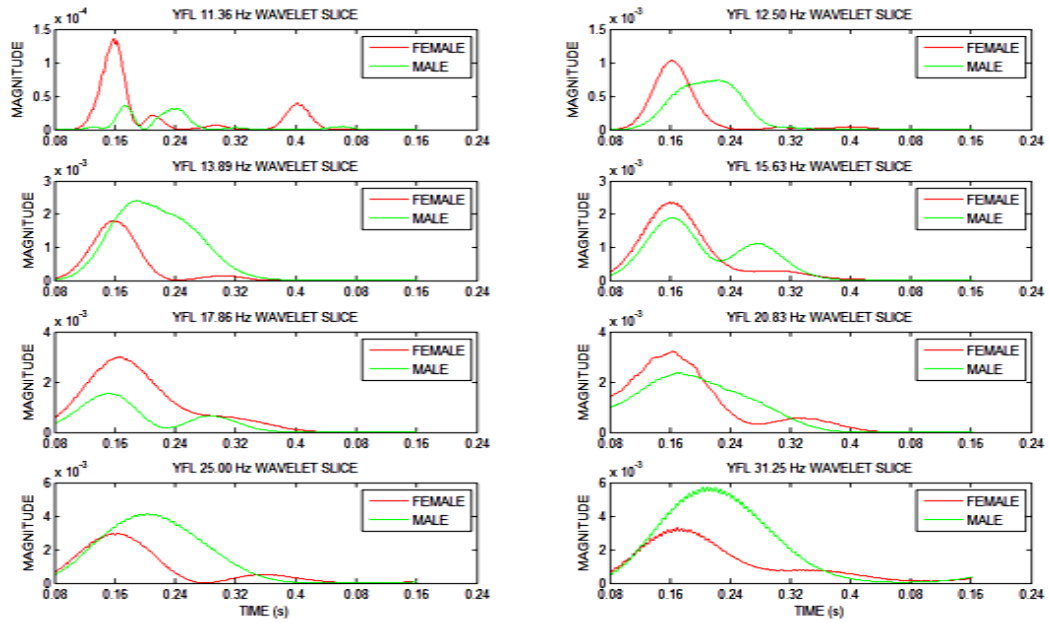 YFL 11.36 Hz WAVELET SLICE
x 10⁻⁴
1.5
1
0.5
0
MAGNITUDE
FEMALE
MALE
0.08 0.16 0.24 0.32 0.4 0.08 0.16 0.24
YFL 12.50 Hz WAVELET SLICE
x 10⁻³
1.5
1
0.5
0
MAGNITUDE
FEMALE
MALE
0.08 0.16 0.24 0.32 0.4 0.08 0.16 0.24
YFL 13.89 Hz WAVELET SLICE
x 10⁻³
3
2
1
0
MAGNITUDE
FEMALE
MALE
0.08 0.16 0.24 0.32 0.4 0.08 0.16 0.24
YFL 15.63 Hz WAVELET SLICE
x 10⁻³
3
2
1
0
MAGNITUDE
FEMALE
MALE
0.08 0.16 0.24 0.32 0.4 0.08 0.16 0.24
YFL 17.86 Hz WAVELET SLICE
x 10⁻³
4
2
0
MAGNITUDE
FEMALE
MALE
0.08 0.16 0.24 0.32 0.4 0.08 0.16 0.24
YFL 20.83 Hz WAVELET SLICE
x 10⁻³
4
2
0
MAGNITUDE
FEMALE
MALE
0.08 0.16 0.24 0.32 0.4 0.08 0.16 0.24
YFL 25.00 Hz WAVELET SLICE
x 10⁻³
6
4
2
0
MAGNITUDE
FEMALE
MALE
0.08 0.16 0.24 0.32 0.4 0.08 0.16 0.24
TIME (s)
YFL 31.25 Hz WAVELET SLICE
x 10⁻³
6
4
2
0
MAGNITUDE
FEMALE
MALE
0.08 0.16 0.24 0.32 0.4 0.08 0.16 0.24
TIME (s)